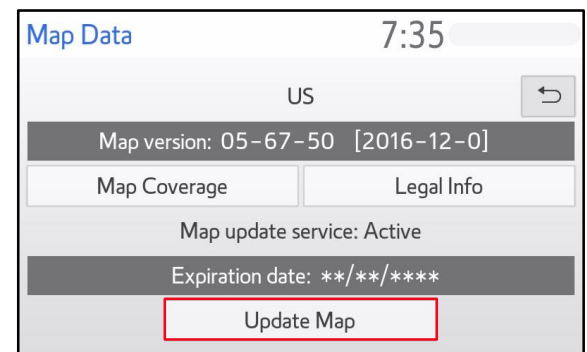 Map Data 7:35
US
Map version: 05-67-50 [2016-12-0]
Map Coverage Legal Info
Map update service: Active
Expiration date: **/**/****
Update Map